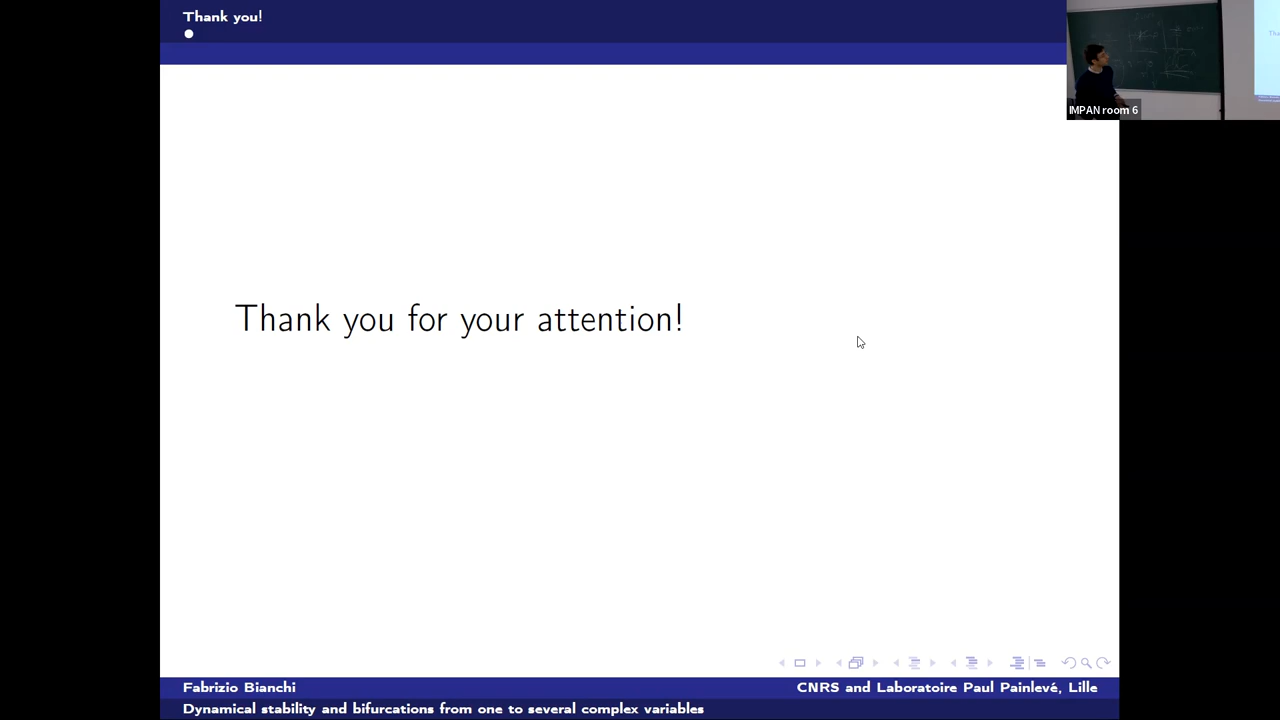 Thank you!
IMPAN room 6
Thank you for your attention!
Fabrizio Bianchi
CNRS and Laboratoire Paul Painlevé, Lille
Dynamical stability and bifurcations from one to several complex variables